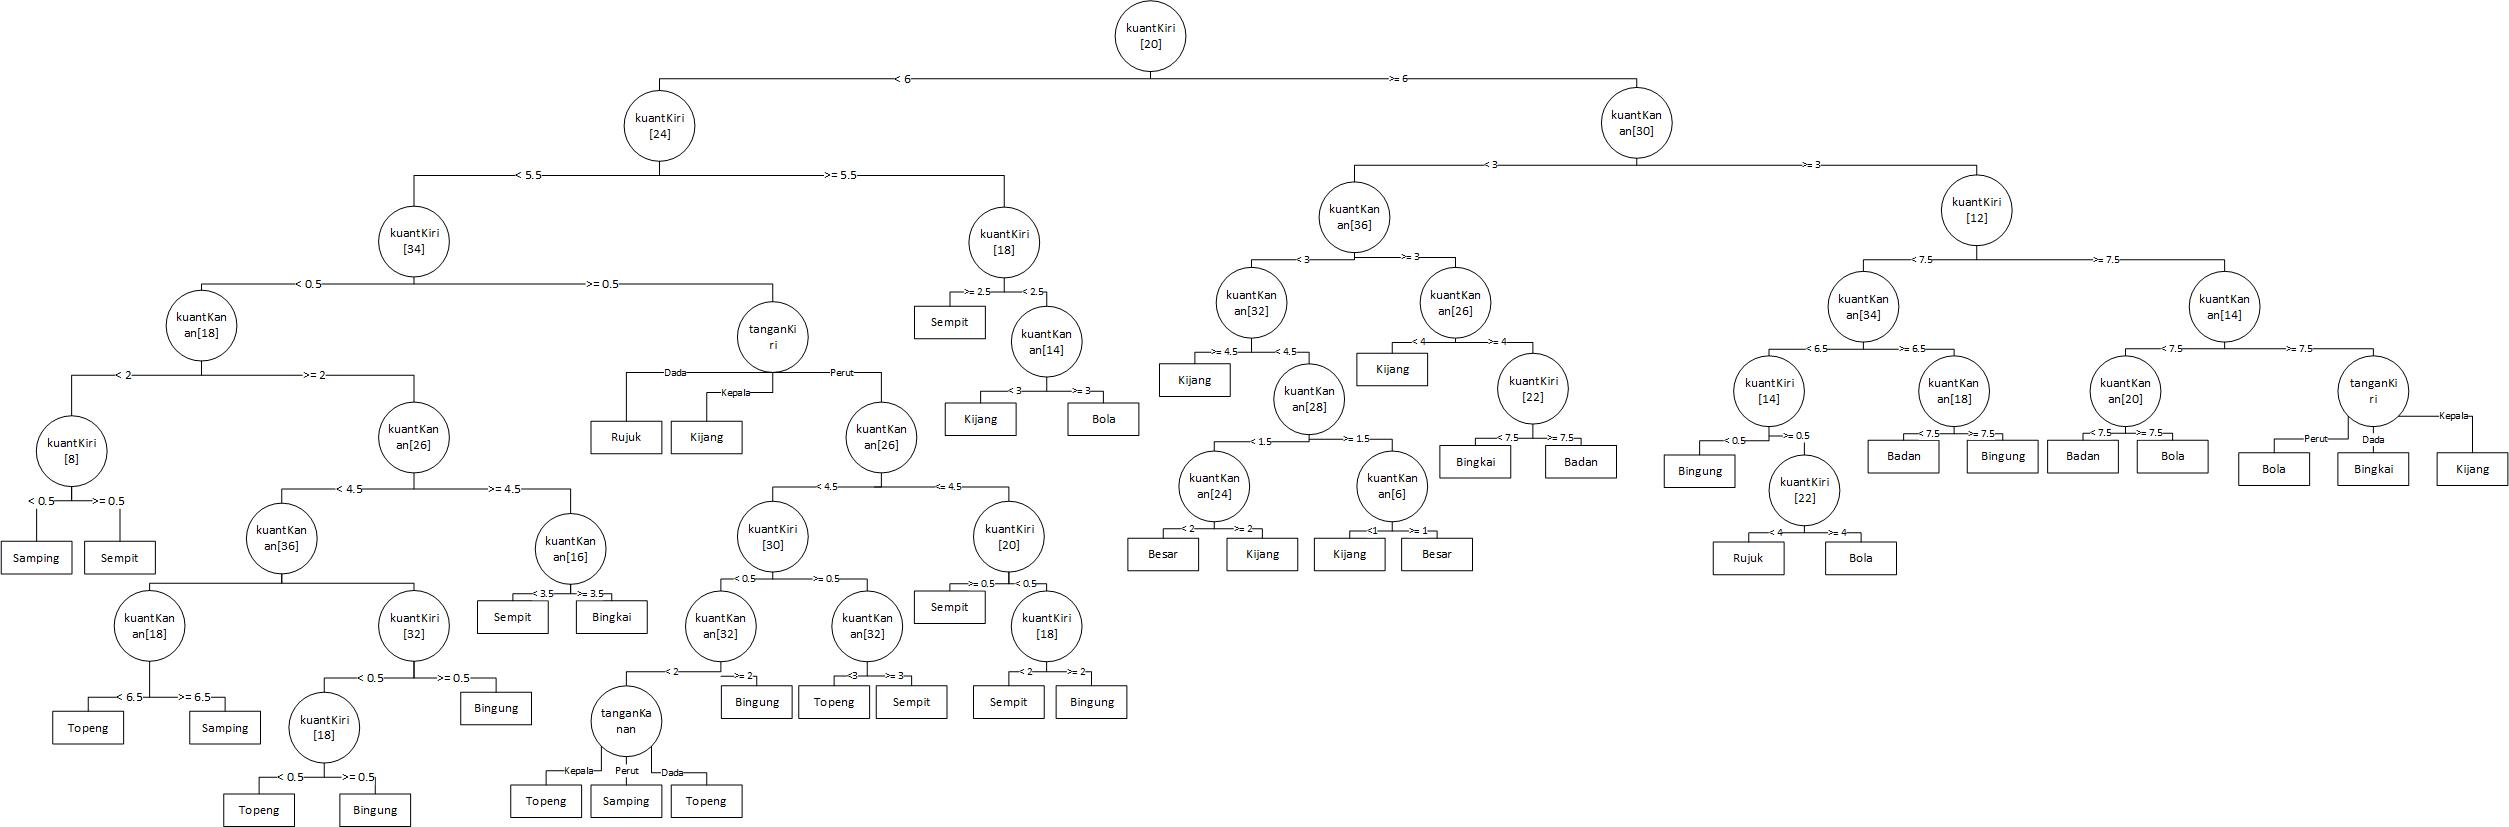 kuantKiri
[20]
< 6
>= 6
kuantKiri
[24]
kuantKan
an[30]
< 5.5
>= 5.5
< 3
>= 3
kuantKiri
[34]
kuantKiri
[18]
kuantKan
an[36]
kuantKiri
[12]
< 0.5
>= 0.5
>= 2.5
< 2.5
< 3
>= 3
< 7.5
>= 7.5
kuantKan
an[18]
tanganKi
ri
Sempit
kuantKan
an[14]
kuantKan
an[32]
kuantKan
an[26]
kuantKan
an[34]
kuantKan
an[14]
< 2
>= 2
Dada
Kepala
Perut
< 3
>= 3
>= 4.5
< 4.5
< 4
>= 4
< 6.5
>= 6.5
< 7.5
>= 7.5
kuantKiri
[8]
kuantKan
an[26]
Rujuk
Kijang
kuantKan
an[26]
Kijang
Bola
Kijang
kuantKan
an[28]
Kijang
kuantKiri
[22]
kuantKiri
[14]
kuantKan
an[18]
kuantKan
an[20]
tanganKi
ri
< 0.5
>= 0.5
< 4.5
>= 4.5
< 4.5
<= 4.5
< 1.5
>= 1.5
< 7.5
>= 7.5
< 0.5
>= 0.5
< 7.5
>= 7.5
< 7.5
>= 7.5
Perut
Dada
Kepala
Samping
Sempit
kuantKan
an[36]
kuantKan
an[16]
kuantKiri
[30]
kuantKiri
[20]
kuantKan
an[24]
kuantKan
an[6]
Bingkai
Badan
Bingung
kuantKiri
[22]
Badan
Bingung
Badan
Bola
Bola
Bingkai
Kijang
< 3.5
>= 3.5
< 0.5
>= 0.5
>= 0.5
< 0.5
< 2
>= 2
<1
>= 1
< 4
>= 4
kuantKan
an[18]
kuantKiri
[32]
Sempit
Bingkai
kuantKan
an[32]
kuantKan
an[32]
Sempit
kuantKiri
[18]
Besar
Kijang
Kijang
Besar
Rujuk
Bola
< 6.5
>= 6.5
< 0.5
>= 0.5
< 2
>= 2
<3
>= 3
< 2
>= 2
Topeng
Samping
kuantKiri
[18]
Bingung
tanganKa
nan
Bingung
Topeng
Sempit
Sempit
Bingung
< 0.5
>= 0.5
Kepala
Perut
Dada
Topeng
Bingung
Topeng
Samping
Topeng